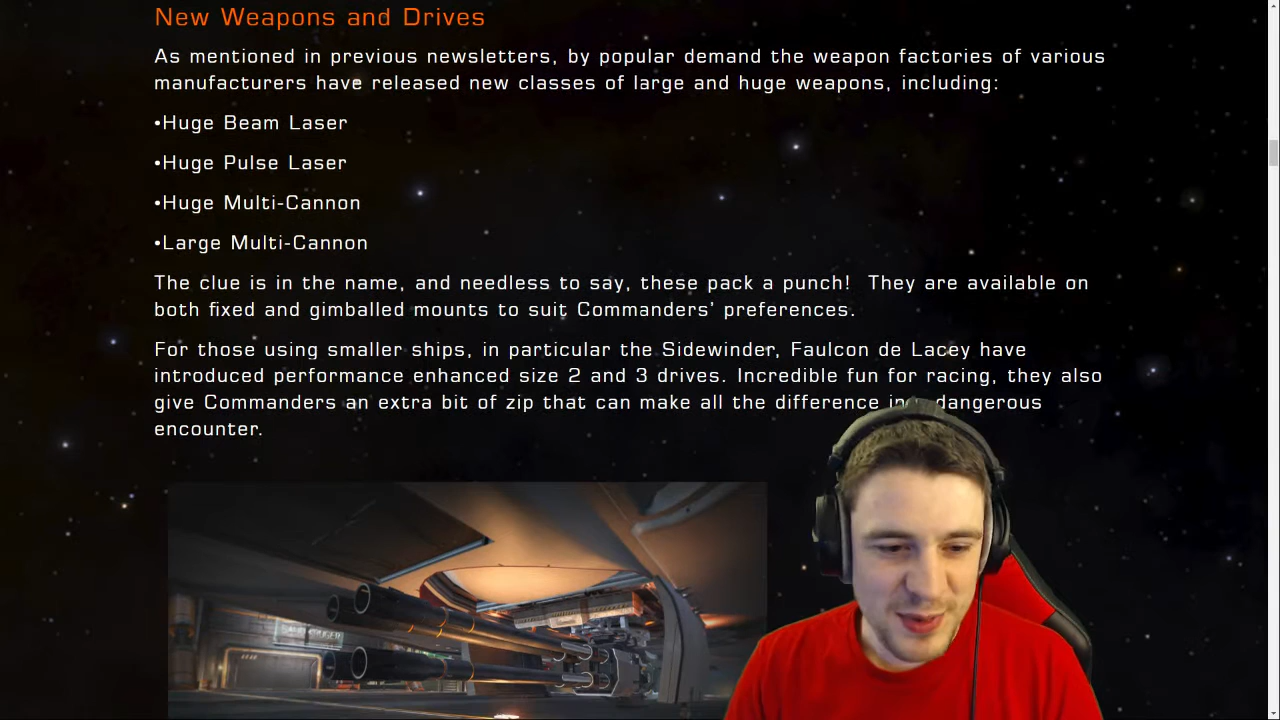 New Weapons and Drives
As mentioned in previous newsletters, by popular demand the weapon factories of various
manufacturers have released new classes of large and huge weapons, including:
•Huge Beam Laser
•Huge Pulse Laser
•Huge Multi-Cannon
•Large Multi-Cannon
The clue is in the name, and needless to say, these pack a punch!  They are available on
both fixed and gimballed mounts to suit Commanders’ preferences.
For those using smaller ships, in particular the Sidewinder, Faulcon de Lacey have
introduced performance enhanced size 2 and 3 drives. Incredible fun for racing, they also
give Commanders an extra bit of zip that can make all the difference in dangerous
encounter.